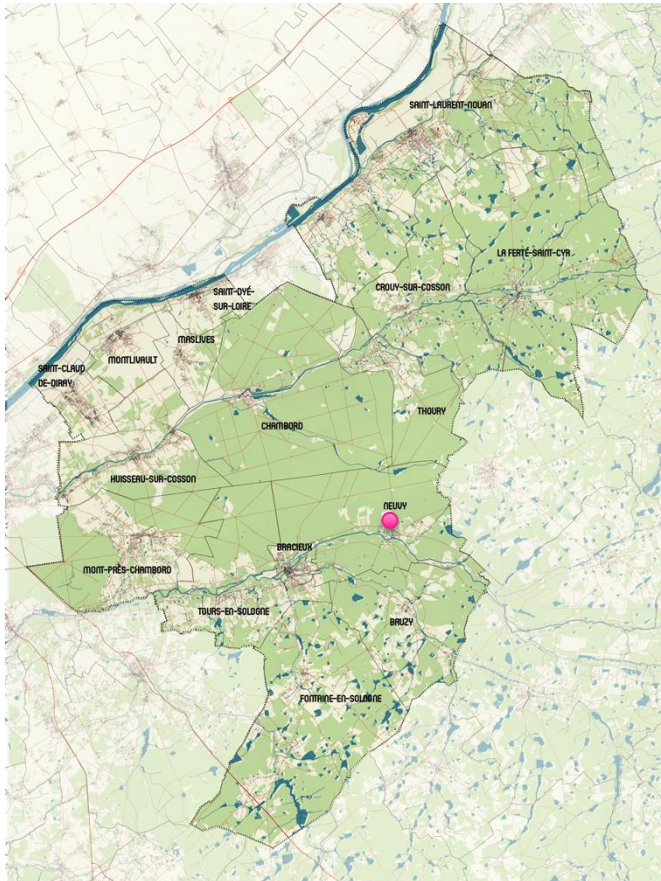 SAINT-LAURENT-NOUAN
LA FERTÉ-SAINT-CYR
CROUY-SUR-COSSON
SAINT-DYÉ-
SUR-LOIRE
MASLIVES
MONTLIVAULT
SAINT-CLAUD
DE-DIRAY
THOURY
CHAMBORD
HUISSEAU-SUR-COSSON
NEUVY
BRACIEUX
MONT-PRÈS-CHAMBORD
TOURS-EN-SOLOGNE
BAUZY
FONTAINE-EN-SOLOGNE